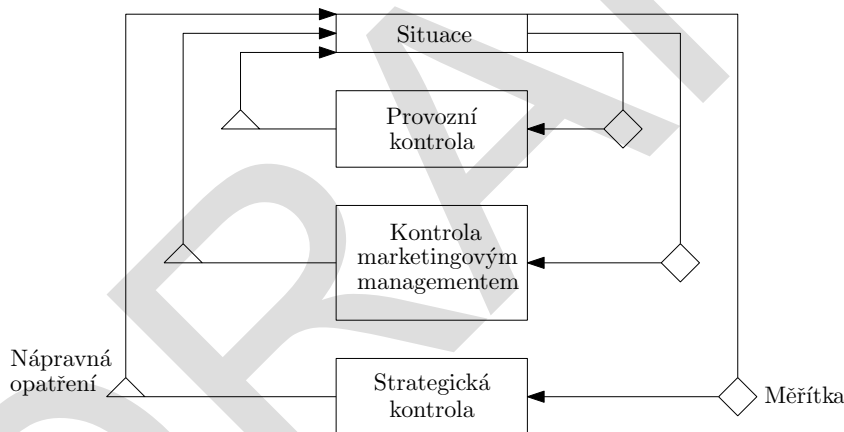 Situace
Provozní
kontrola
Kontrola
marketingovým
managementem
Nápravná
opatření
Strategická
kontrola
Měřítka